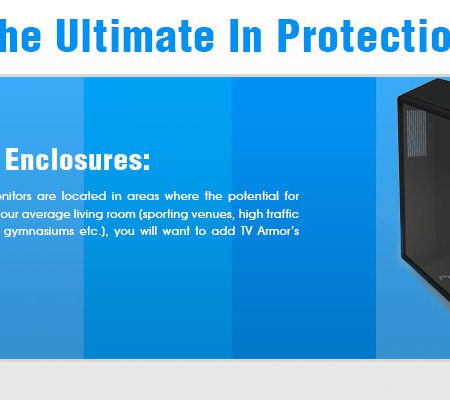 he Ultimate In Protectio
Enclosures:
nitors are located in areas where the potential for
our average living room (sporting venues, high traffic
gymnasiums etc.), you will want to add TV Armor's